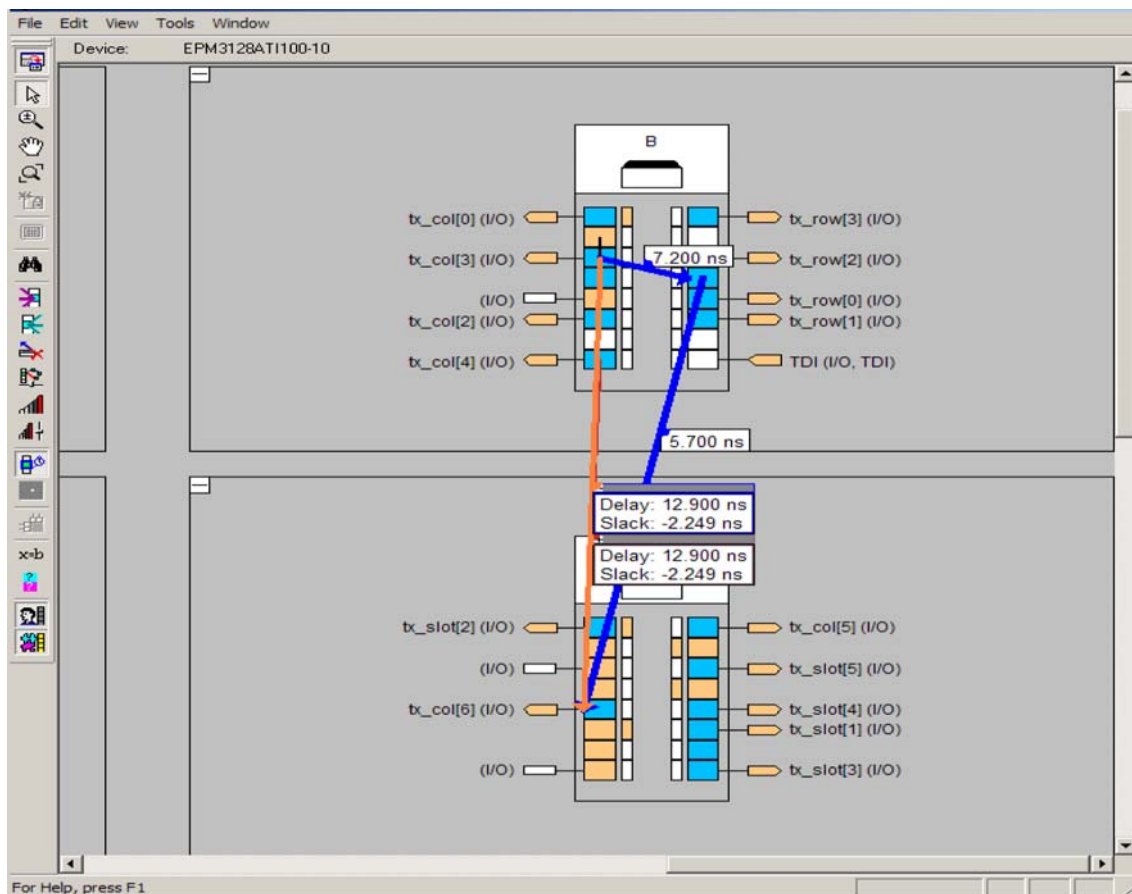 File Edit View Tools Window
Device: EPM3128ATI100-10
B
tx_col[0] (I/O)
tx_row[3] (I/O)
tx_col[3] (I/O)
7.200 ns
tx_row[2] (I/O)
(I/O)
tx_row[0] (I/O)
tx_col[2] (I/O)
tx_row[1] (I/O)
tx_col[4] (I/O)
TDI (I/O, TDI)
5.700 ns
Delay: 12.900 ns
Slack: -2.249 ns
Delay: 12.900 ns
Slack: -2.249 ns
tx_slot[2] (I/O)
tx_col[5] (I/O)
(I/O)
tx_slot[5] (I/O)
tx_col[6] (I/O)
tx_slot[4] (I/O)
tx_slot[1] (I/O)
(I/O)
tx_slot[3] (I/O)
x=b
For Help, press F1